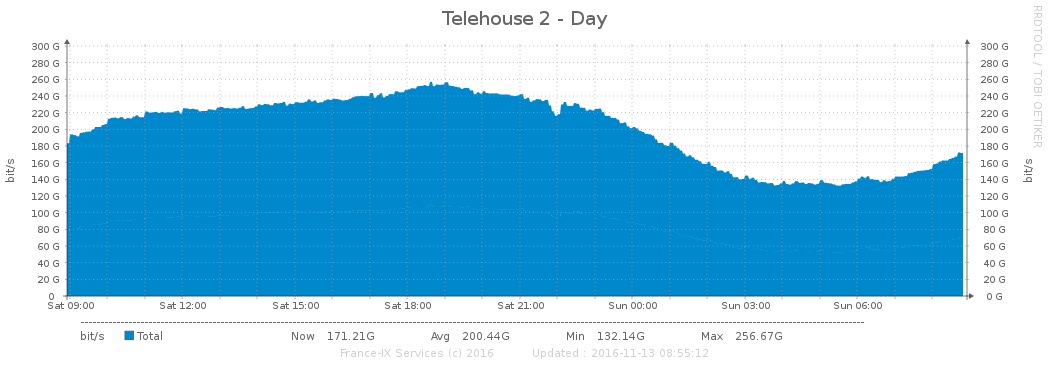 Telehouse 2 - Day
RRDTOOL / TOBI OETIKER
bit/s
300 G 300 G
280 G 280 G
260 G 260 G
240 G 240 G
220 G 220 G
200 G 200 G
180 G 180 G
160 G 160 G
140 G 140 G
120 G 120 G
100 G 100 G
80 G 80 G
60 G 60 G
40 G 40 G
20 G 20 G
0 0 G
bit/s
Sat 09:00 Sat 12:00 Sat 15:00 Sat 18:00 Sat 21:00 Sun 00:00 Sun 03:00 Sun 06:00
bit/s Total Now 171.21G Avg 200.44G Min 132.14G Max 256.67G
France-IX Services (c) 2016 Updated : 2016-11-13 08:55:12